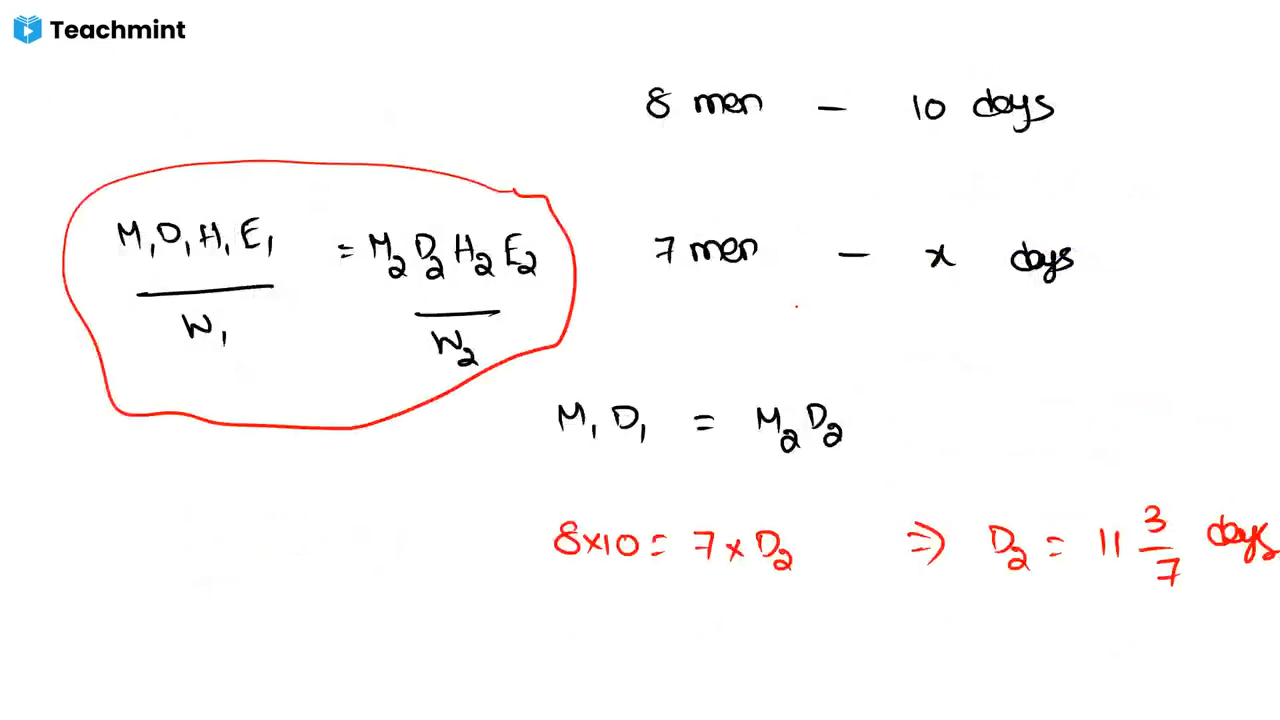 Teachmint
8 men - 10 days
M₁D₁H₁E₁ / W₁ = M₂D₂H₂E₂ / W₂
7 men - x days
M₁D₁ = M₂D₂
8×10 = 7×D₂ ⇒ D₂ = 11 3/7 days